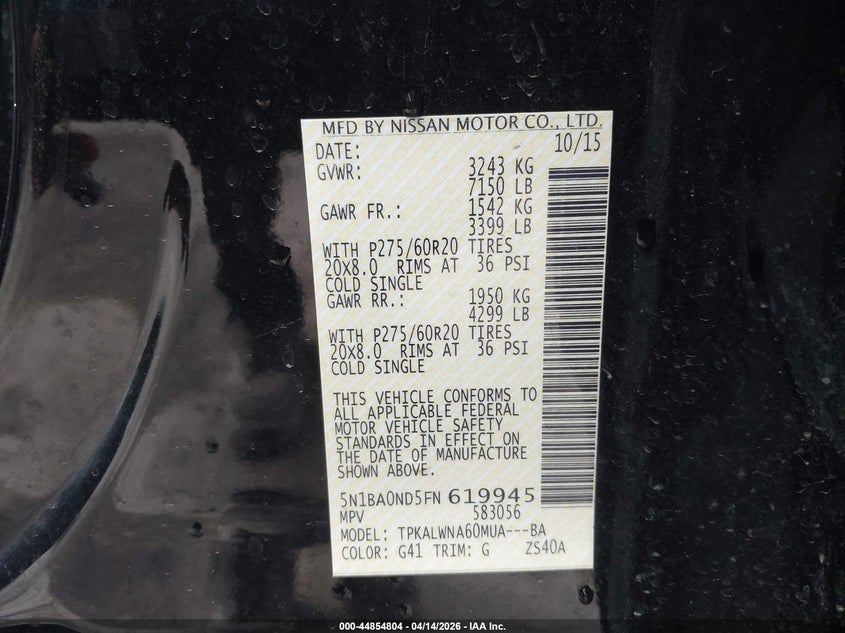 MFD BY NISSAN MOTOR CO., LTD.
DATE: 10/15
GVWR: 3243 KG
7150 LB
GAWR FR.: 1542 KG
3399 LB
WITH P275/60R20 TIRES
20X8.0 RIMS AT 36 PSI
COLD SINGLE
GAWR RR.: 1950 KG
4299 LB
WITH P275/60R20 TIRES
20X8.0 RIMS AT 36 PSI
COLD SINGLE
THIS VEHICLE CONFORMS TO
ALL APPLICABLE FEDERAL
MOTOR VEHICLE SAFETY
STANDARDS IN EFFECT ON
THE DATE OF MANUFACTURE
SHOWN ABOVE.
5N1BA0ND5FN 619945
MPV 583056
MODEL: TPKALWNA60MUA---BA
COLOR: G41 TRIM: G ZS40A
000-44854804 - 04/14/2026 - IAA Inc.